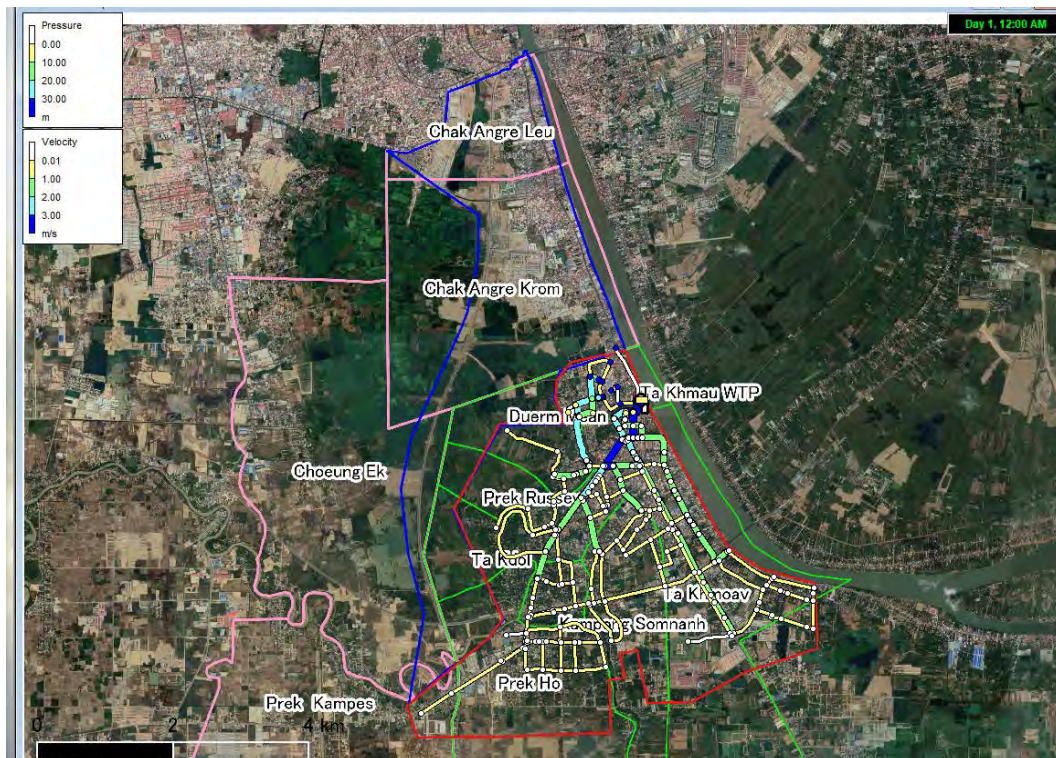 Pressure
0.00
10.00
20.00
30.00
m
Velocity
0.01
1.00
2.00
3.00
m/s
Day 1, 12:00 AM
Chak Angre Leu
Chak Angre Krom
Ta Khmau WTP
Duerm
Choeung Ek
Prek Russey
Ta Kdol
Ta Khmoav
Kampong Somnanh
Prek Ho
Prek Kampes
0 2 4 km